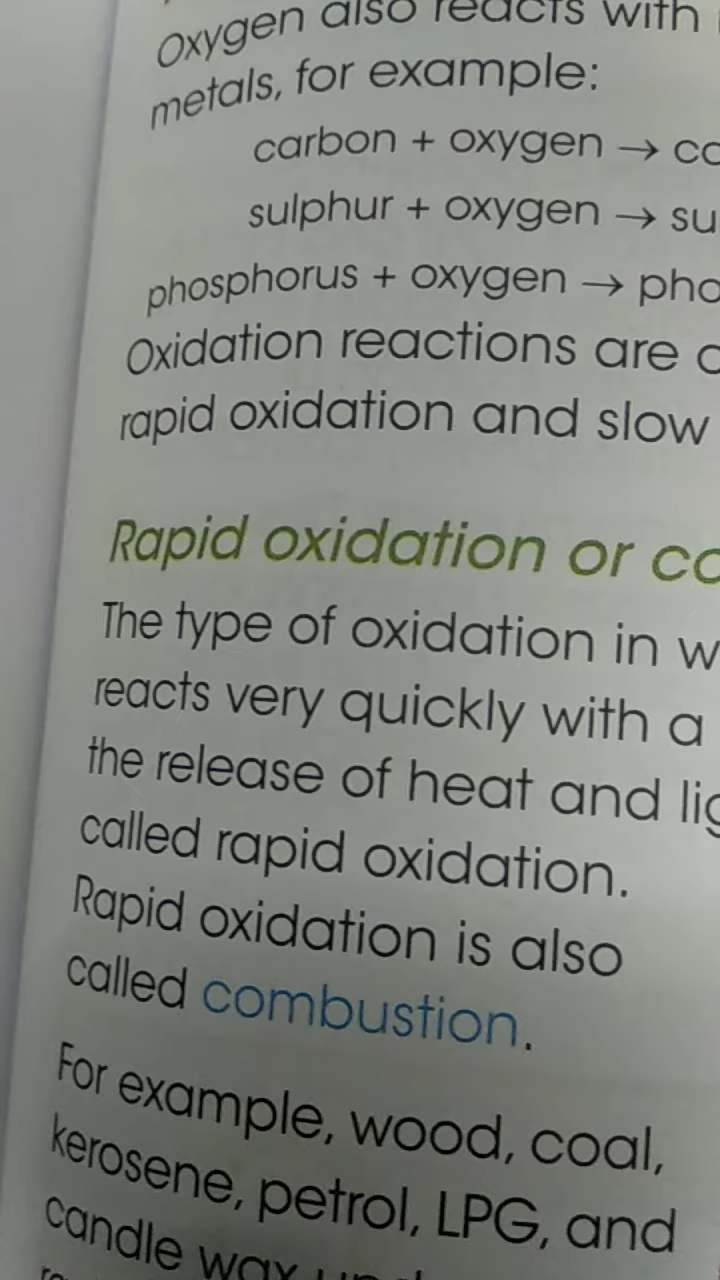 Oxygen also reacts with
metals, for example:
carbon + oxygen →
sulphur + oxygen →
phosphorus + oxygen →
Oxidation reactions are
rapid oxidation and slow
Rapid oxidation or
The type of oxidation in
reacts very quickly with a
the release of heat and
called rapid oxidation.
Rapid oxidation is also
called combustion.
For example, wood, coal,
kerosene, petrol, LPG, and
candle wax